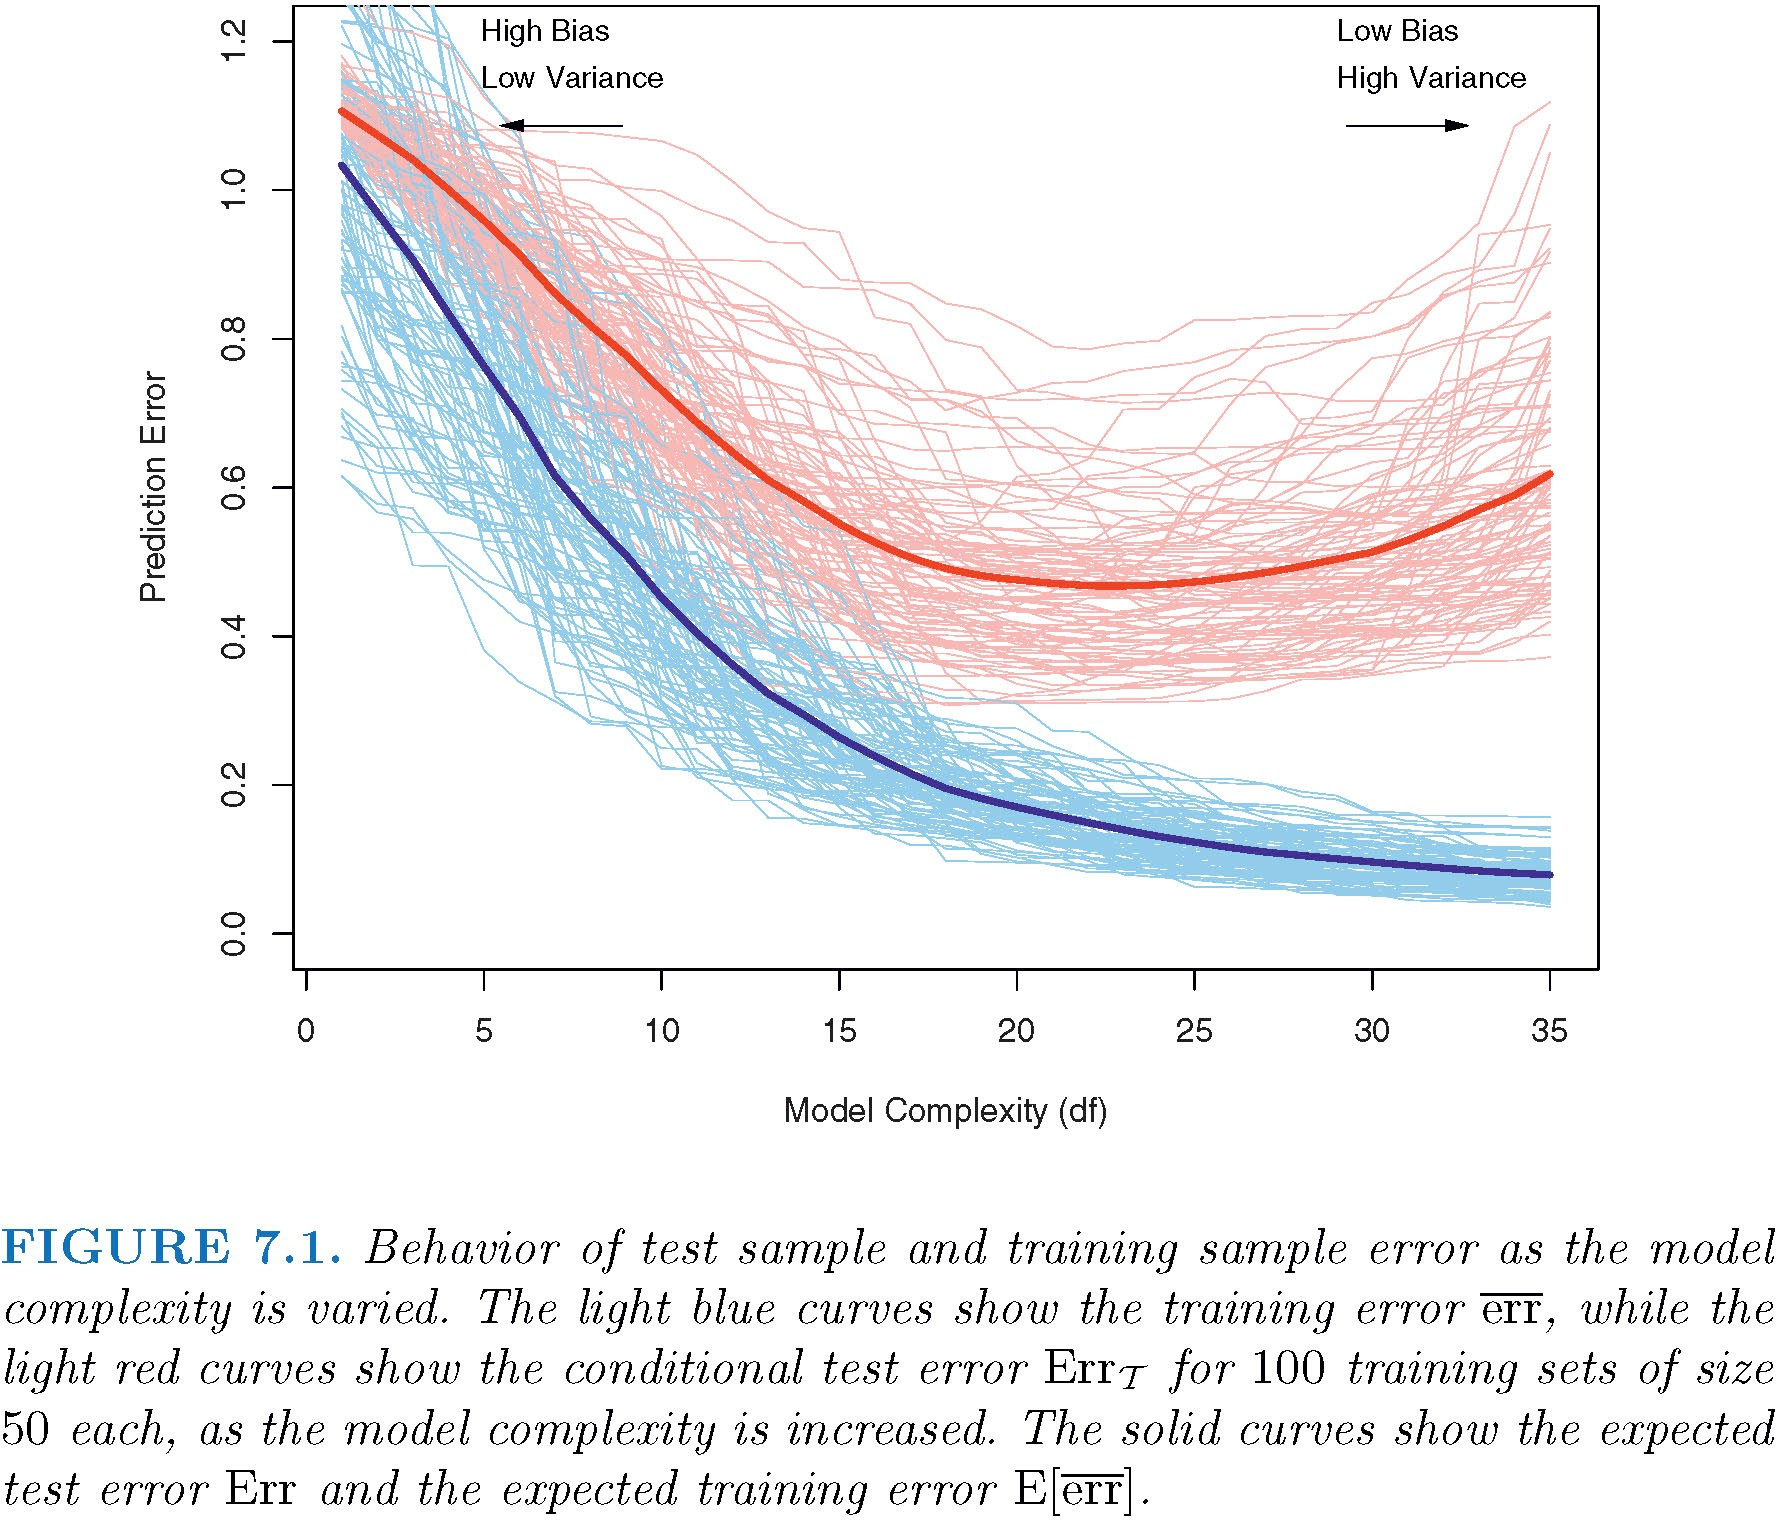 High Bias
Low Variance
Low Bias
High Variance
Prediction Error
1.2
1.0
0.8
0.6
0.4
0.2
0.0
0 5 10 15 20 25 30 35
Model Complexity (df)
FIGURE 7.1. Behavior of test sample and training sample error as the model
complexity is varied. The light blue curves show the training error e̅r̅r̅, while the
light red curves show the conditional test error Err𝒯 for 100 training sets of size
50 each, as the model complexity is increased. The solid curves show the expected
test error Err and the expected training error E[e̅r̅r̅].